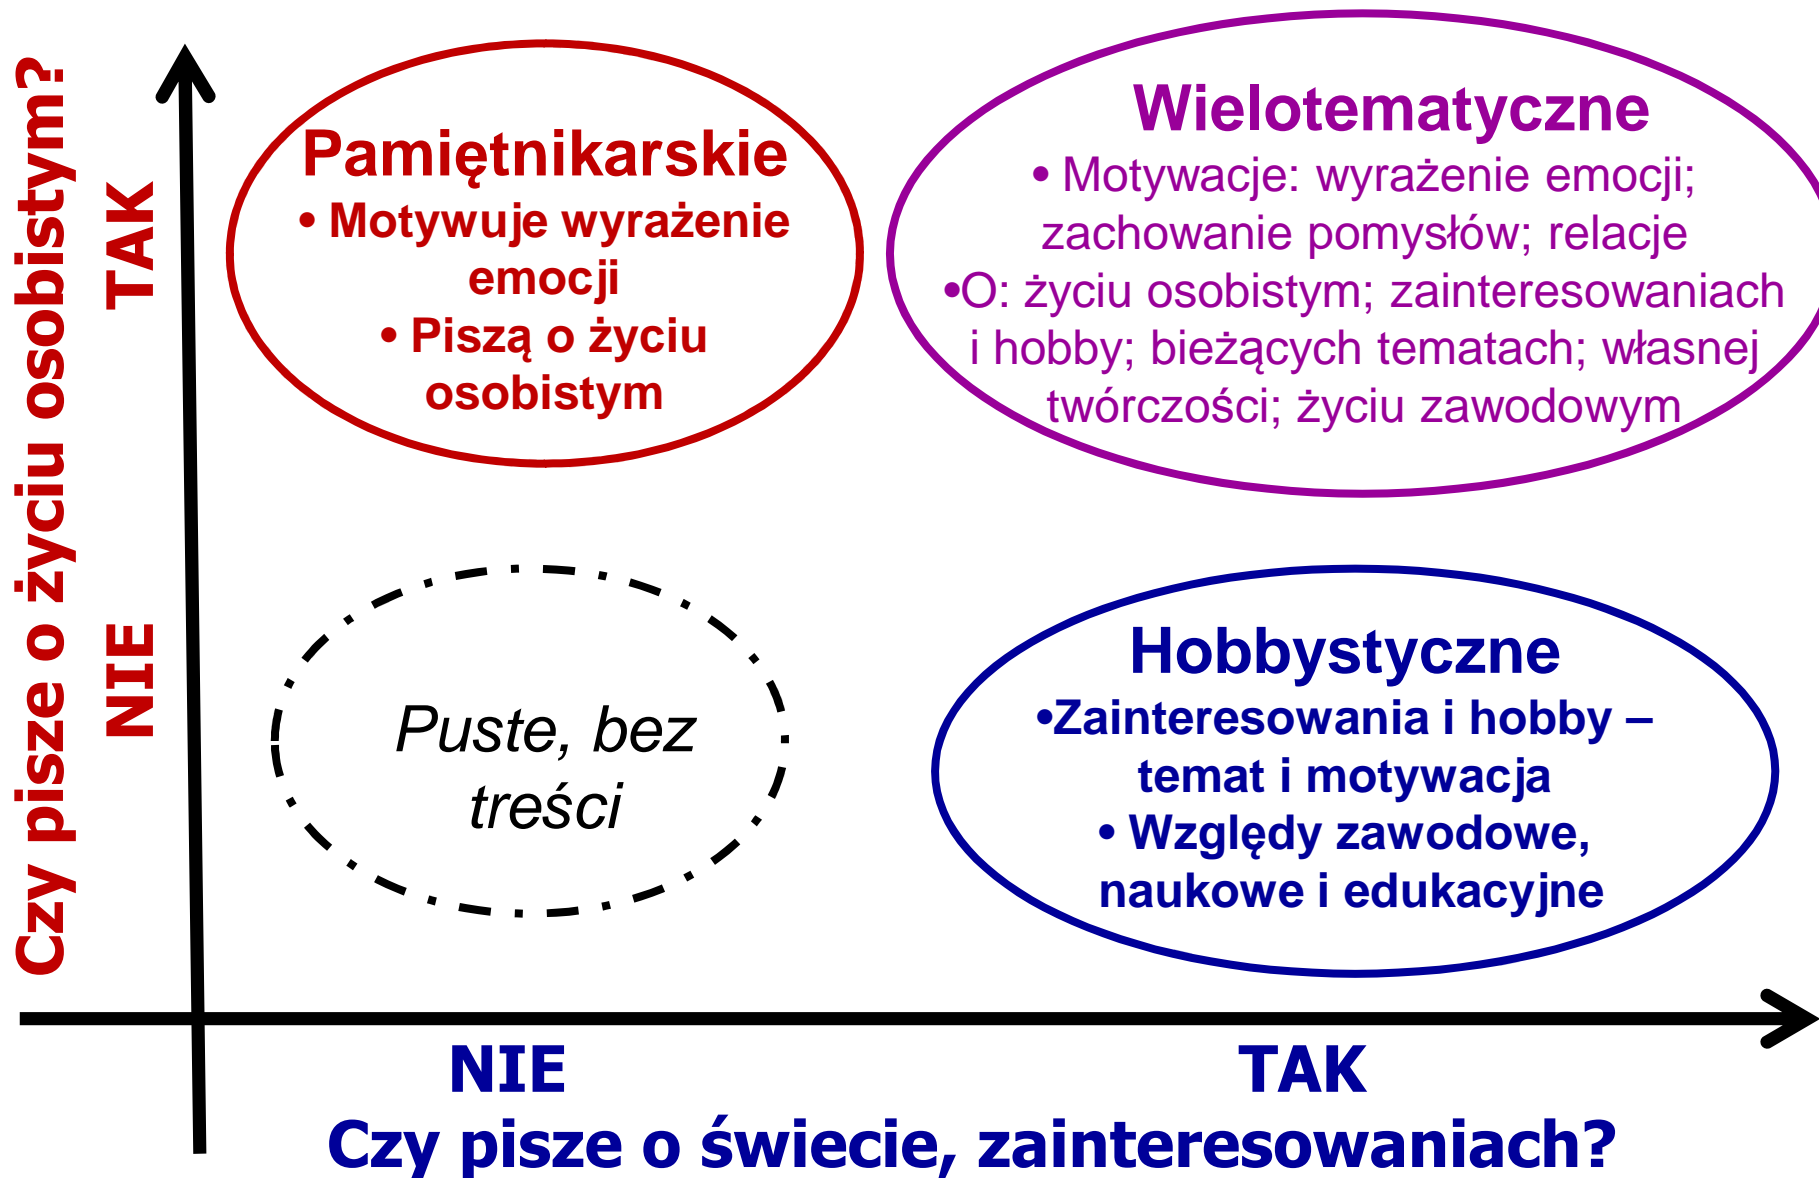 Czy pisze o życiu osobistym?
TAK
NIE
Pamiętnikarskie
• Motywuje wyrażenie
emocji
• Piszą o życiu
osobistym
Wielotematyczne
• Motywacje: wyrażenie emocji;
zachowanie pomysłów; relacje
•O: życiu osobistym; zainteresowaniach
i hobby; bieżących tematach; własnej
twórczości; życiu zawodowym
Puste, bez
treści
Hobbystyczne
•Zainteresowania i hobby –
temat i motywacja
• Względy zawodowe,
naukowe i edukacyjne
NIE
TAK
Czy pisze o świecie, zainteresowaniach?